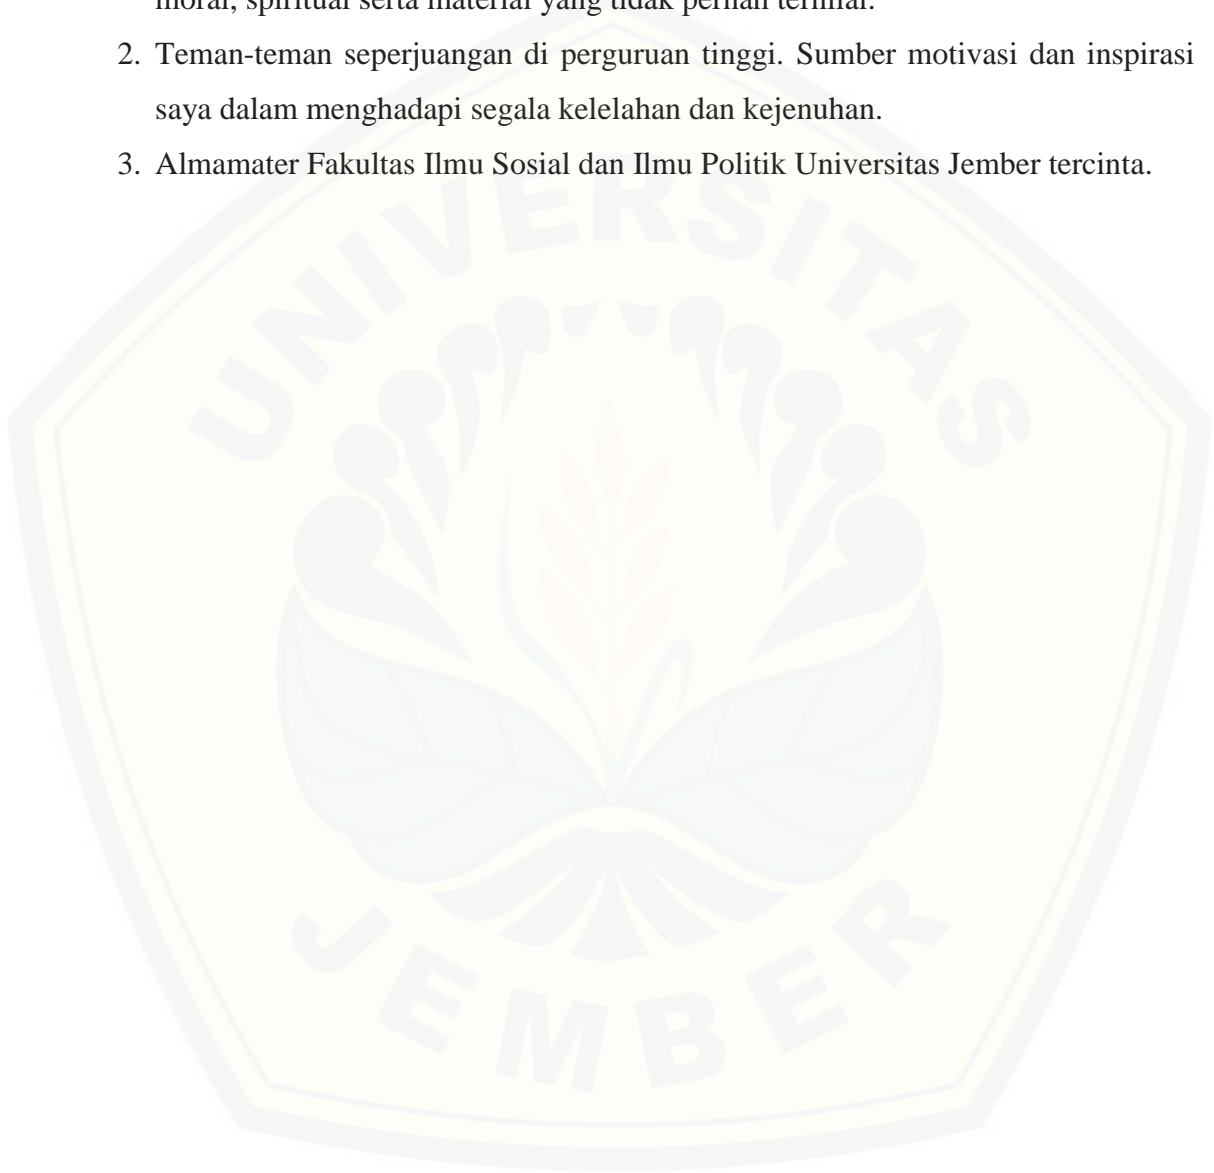 moral, spiritual serta material yang tidak pernah ternilai.
2. Teman-teman seperjuangan di perguruan tinggi. Sumber motivasi dan inspirasi
saya dalam menghadapi segala kelelahan dan kejenuhan.
3. Almamater Fakultas Ilmu Sosial dan Ilmu Politik Universitas Jember tercinta.
UNIVERSITAS
JEMBER